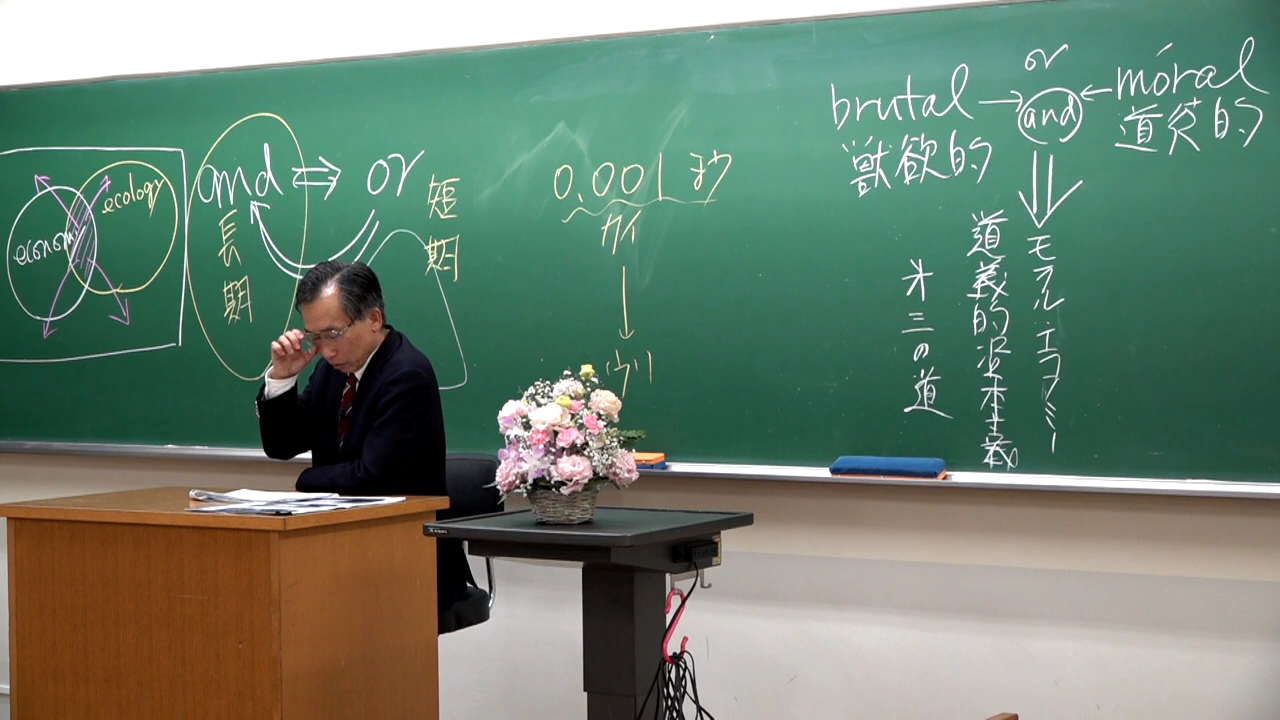 economy
ecology
and ⇒ or
長期
短期
0.001秒
カイ
↓
ウリ
or
brutal → and ← moral
獣欲的
道徳的
モラル・エコノミー
道義的資本主義
才三の道